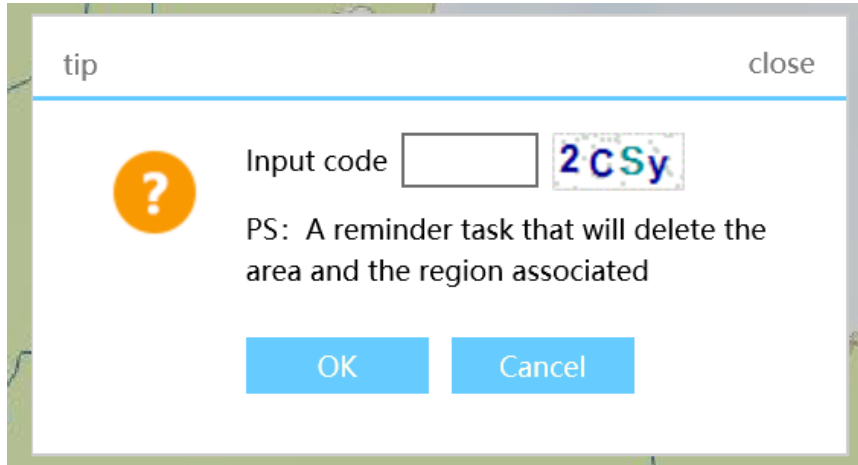 tip
close
Input code
2CSy
PS: A reminder task that will delete the
area and the region associated
OK
Cancel